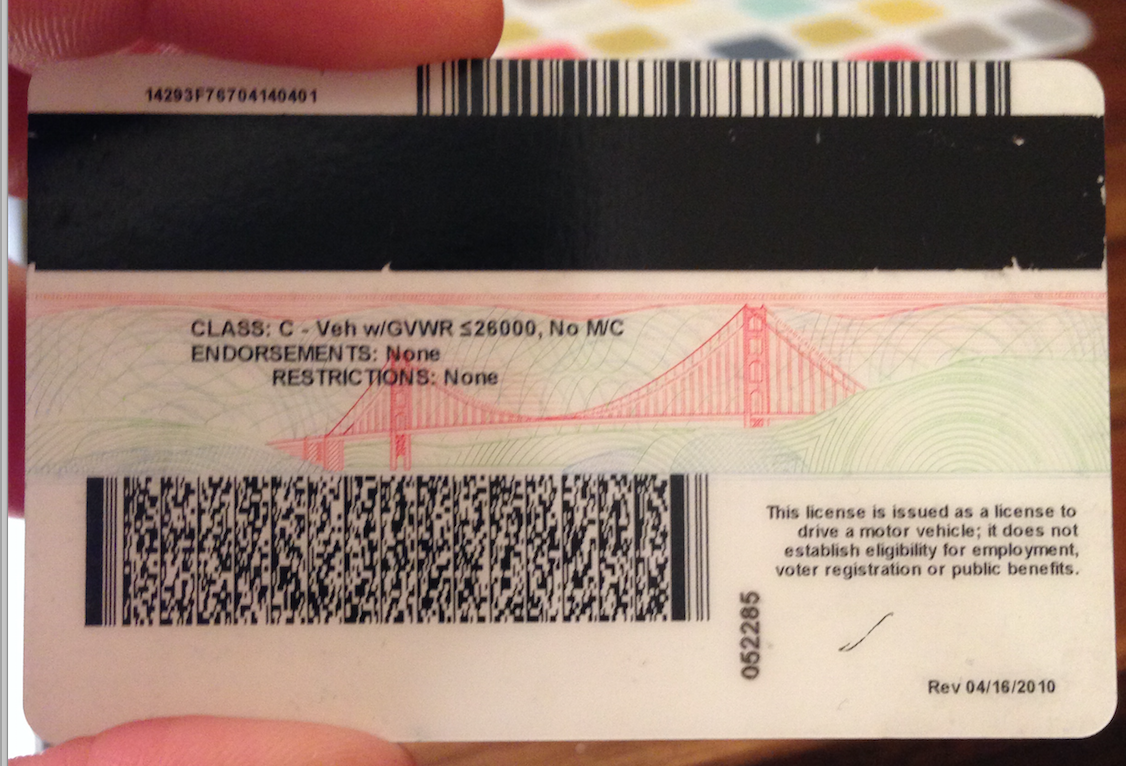 14293F76704140401
CLASS: C - Veh w/GVWR ≤26000, No M/C
ENDORSEMENTS: None
RESTRICTIONS: None
This license is issued as a license to
drive a motor vehicle; it does not
establish eligibility for employment,
voter registration or public benefits.
052285
Rev 04/16/2010